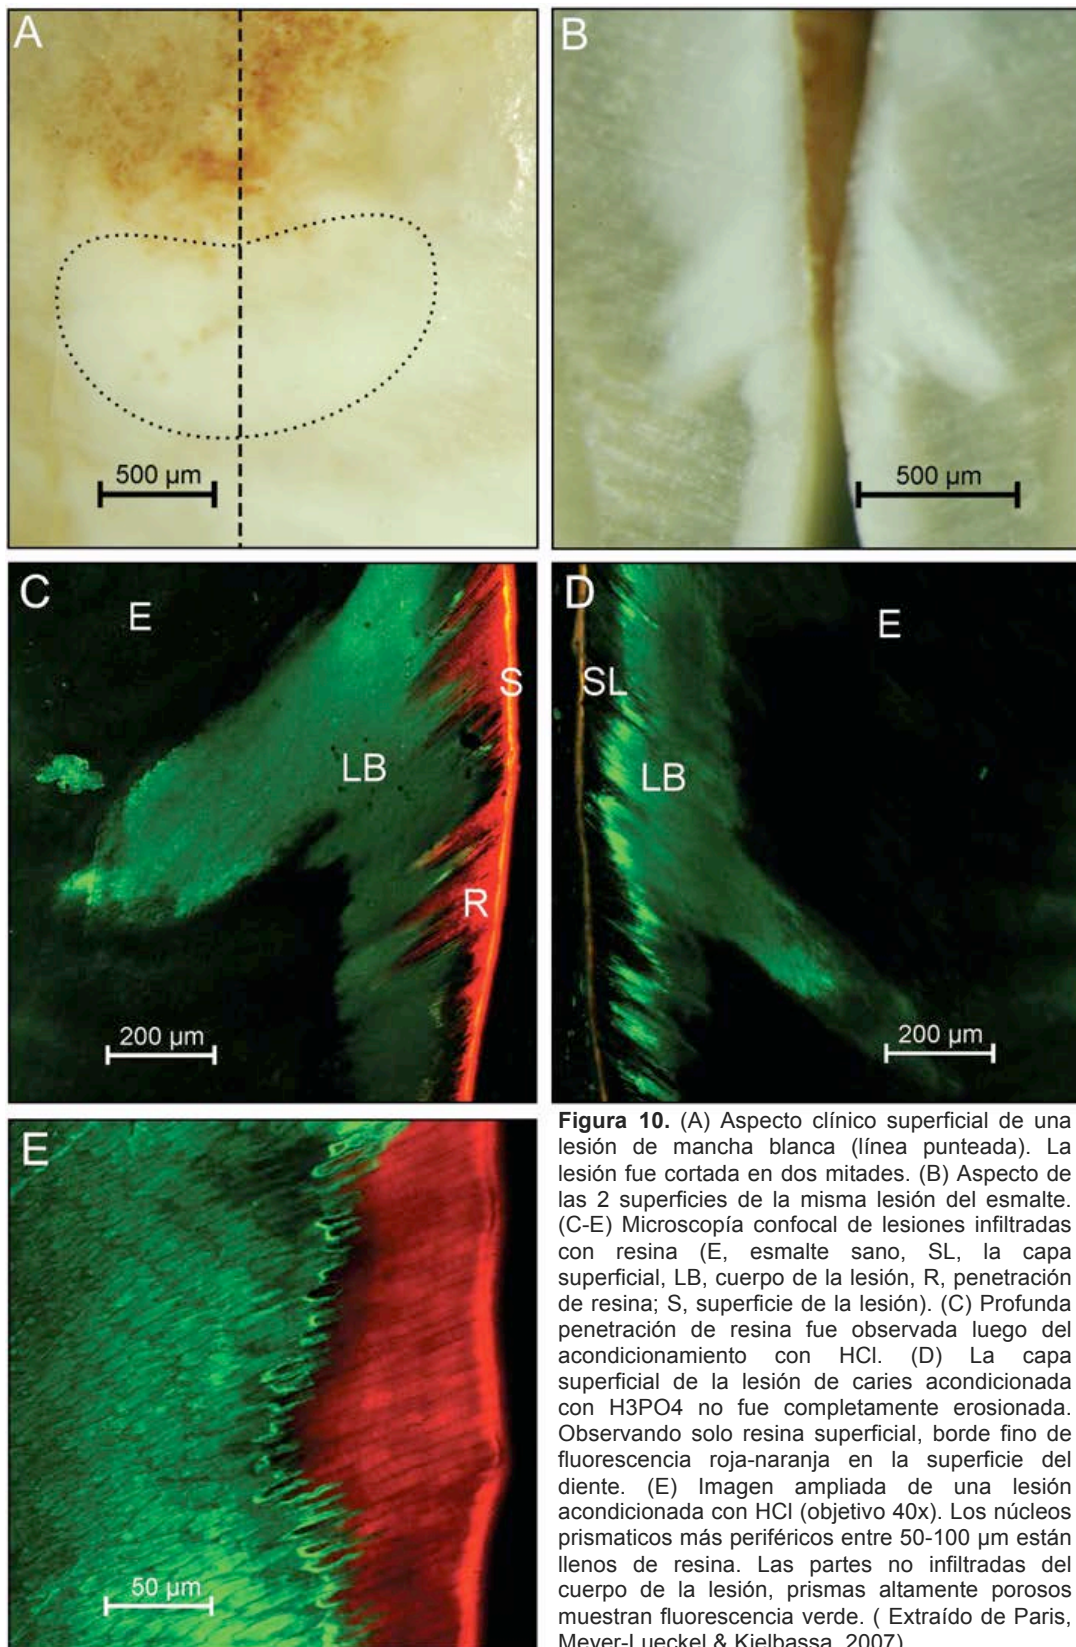 A
500 µm
B
500 µm
C
E
S
LB
R
200 µm
D
E
SL
LB
200 µm
E
50 µm
Figura 10. (A) Aspecto clínico superficial de una
lesión de mancha blanca (línea punteada). La
lesión fue cortada en dos mitades. (B) Aspecto de
las 2 superficies de la misma lesión del esmalte.
(C-E) Microscopía confocal de lesiones infiltradas
con resina (E, esmalte sano, SL, la capa
superficial, LB, cuerpo de la lesión, R, penetración
de resina; S, superficie de la lesión). (C) Profunda
penetración de resina fue observada luego del
acondicionamiento con HCl. (D) La capa
superficial de la lesión de caries acondicionada
con H3PO4 no fue completamente erosionada.
Observando solo resina superficial, borde fino de
fluorescencia roja-naranja en la superficie del
diente. (E) Imagen ampliada de una lesión
acondicionada con HCl (objetivo 40x). Los núcleos
prismaticos más periféricos entre 50-100 µm están
llenos de resina. Las partes no infiltradas del
cuerpo de la lesión, prismas altamente porosos
muestran fluorescencia verde. ( Extraído de Paris,
Meyer-Lueckel & Kielbassa, 2007)